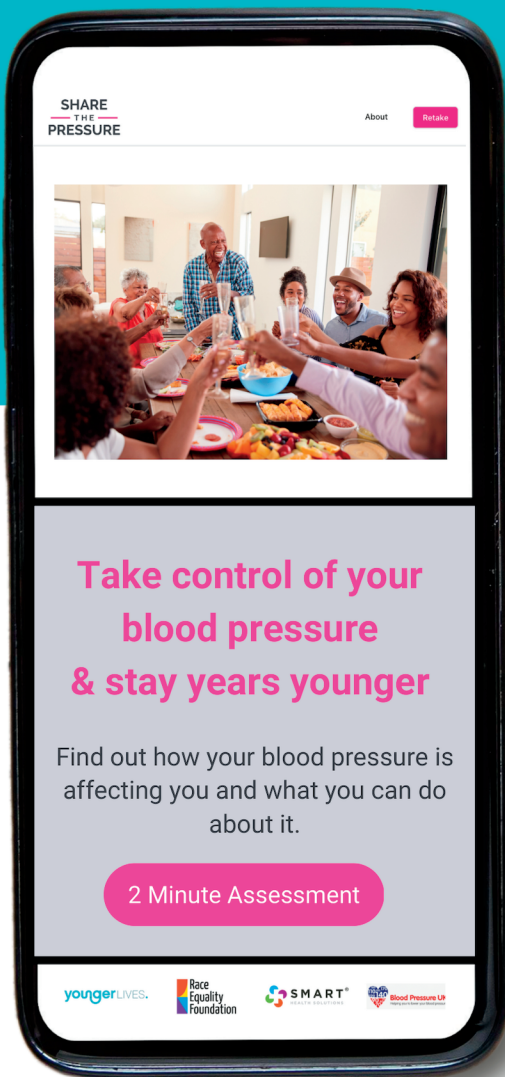 SHARE
THE
PRESSURE
About
Retake
Take control of your
blood pressure
& stay years younger
Find out how your blood pressure is
affecting you and what you can do
about it.
2 Minute Assessment
youngerLIVES.
Race
Equality
Foundation
SMART®
HEALTH SOLUTIONS
Blood Pressure UK